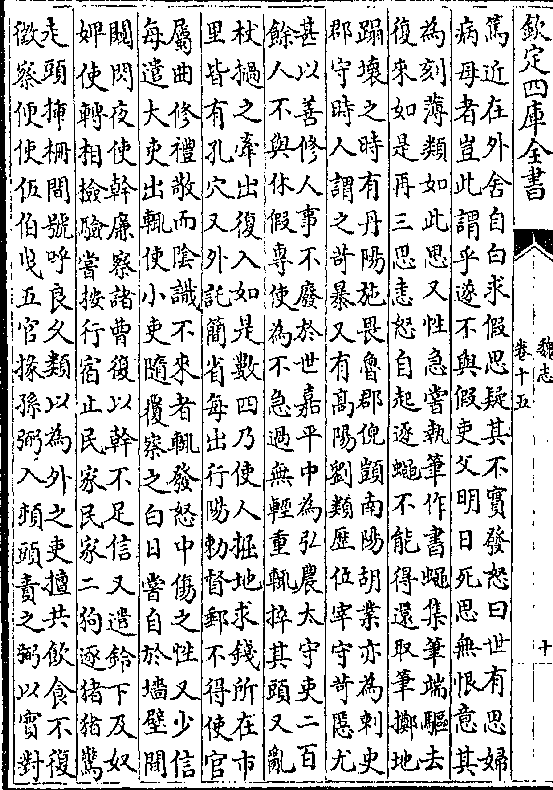 欽定四庫全書
魏志
卷十五
十
篤近在外舍自白求假思疑其不實發怒曰世有思婦
病母者豈此謂乎遂不與假吏父明日死思無恨意其
為刻薄類如此思又性急嘗執筆作書蠅集筆端驅去
復來如是再三思恚怒自起逐蠅不能得還取筆擲地
蹋壞之時有丹陽施畏魯郡倪顗南陽胡業亦為刺史
郡守時人謂之苛暴又有髙陽劉類歴位宰守苛慝尤
甚以善修人事不廢於世嘉平中為弘農太守吏二百
餘人不與休假專使為不急過無輕重輒捽其頭又亂
杖撾之牽出復入如是數四乃使人掘地求錢所在市
里皆有孔穴又外託簡省每出行陽勅督郵不得使官
屬曲修禮敬而陰識不來者輒發怒中傷之性又少信
每遣大吏出輒使小吏隨覆察之白日嘗自於墻壁間
闚閃夜使幹廉察諸曹復以幹不足信又遣鈴下及奴
婢使轉相撿驗嘗按行宿止民家民家二狗逐猪猪驚
走頭揷柵間號呼良久類以為外之吏擅共飲食不復
徵察便使伍伯曵五官掾孫弼入頓頭責之弼以實對